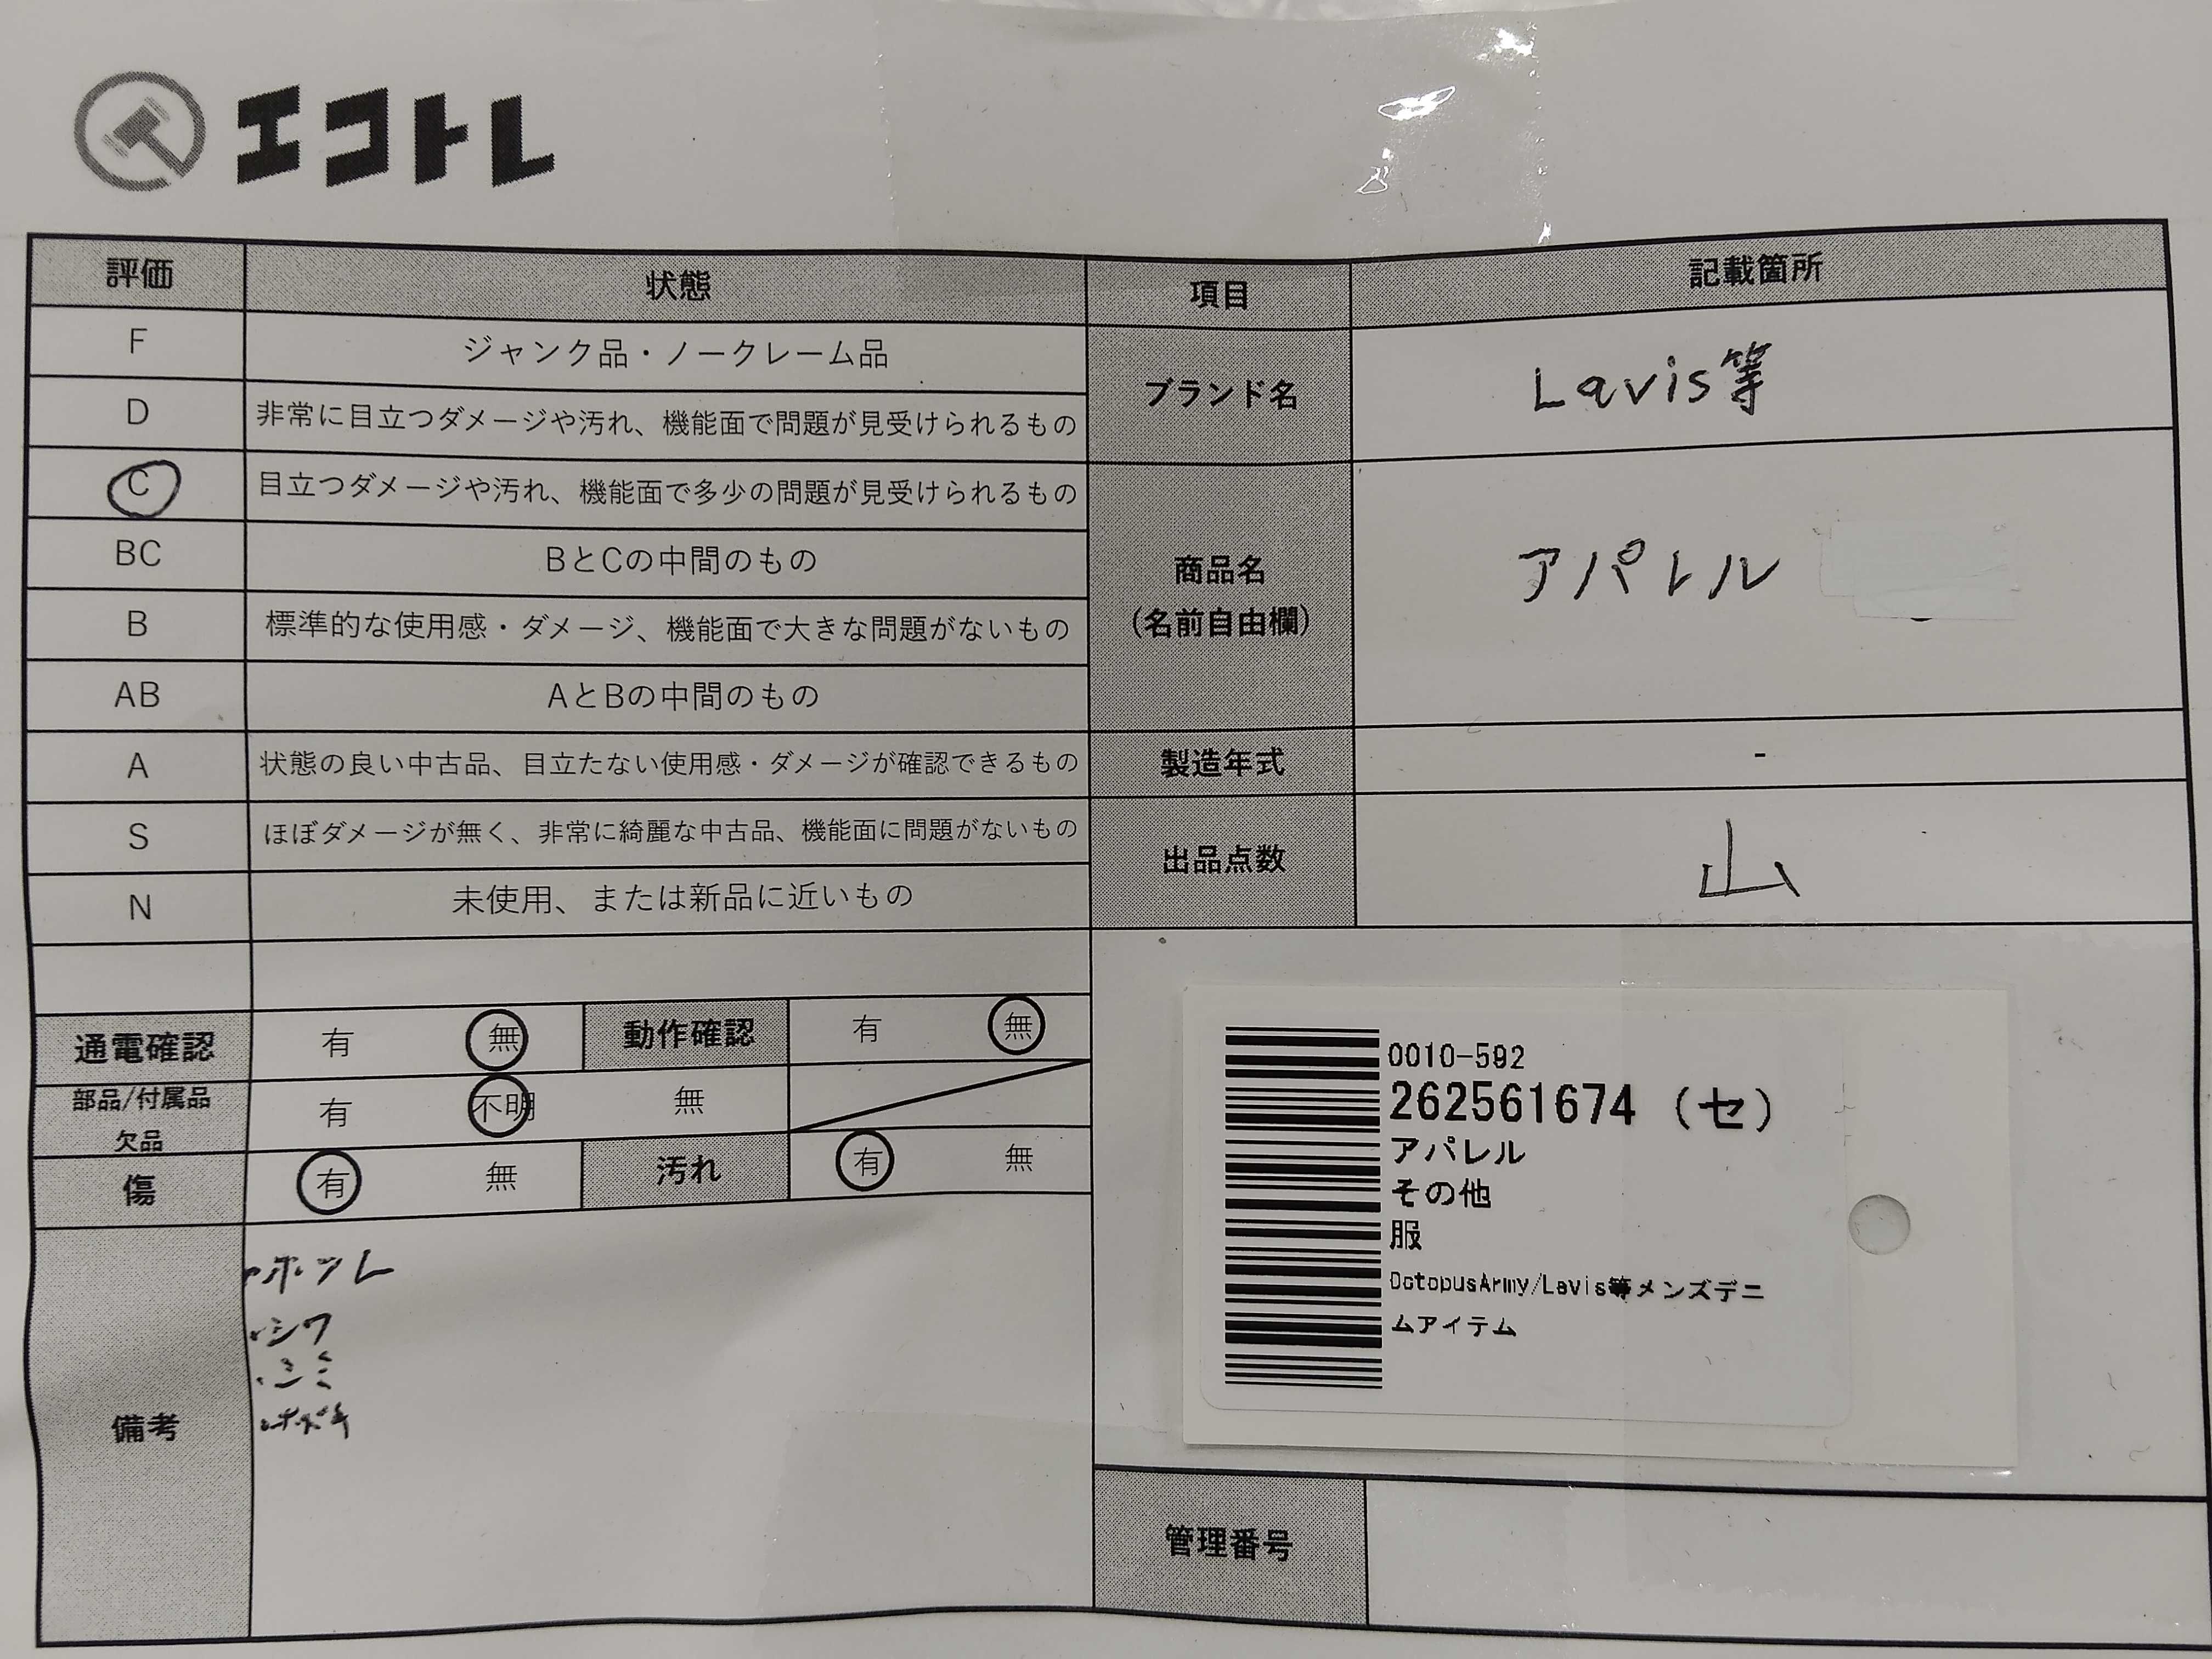 エコトレ
評価 状態 項目 記載箇所
F ジャンク品・ノークレーム品
D 非常に目立つダメージや汚れ、機能面で問題が見受けられるもの
C 目立つダメージや汚れ、機能面で多少の問題が見受けられるもの
BC BとCの中間のもの
B 標準的な使用感・ダメージ、機能面で大きな問題がないもの
AB AとBの中間のもの
A 状態の良い中古品、目立たない使用感・ダメージが確認できるもの
S ほぼダメージが無く、非常に綺麗な中古品、機能面に問題がないもの
N 未使用、または新品に近いもの
ブランド名 Lavis等
商品名
(名前自由欄)
アパレル
製造年式 -
出品点数 山
通電確認 有 無 動作確認 有 無
部品/付属品
欠品
有 不明 無
傷 有 無 汚れ 有 無
備考
・ホツレ
・シワ
・シミ
0010-592
262561674 (セ)
アパレル
その他
服
OctopusArmy/Lavis等メンズデニ
ムアイテム
管理番号